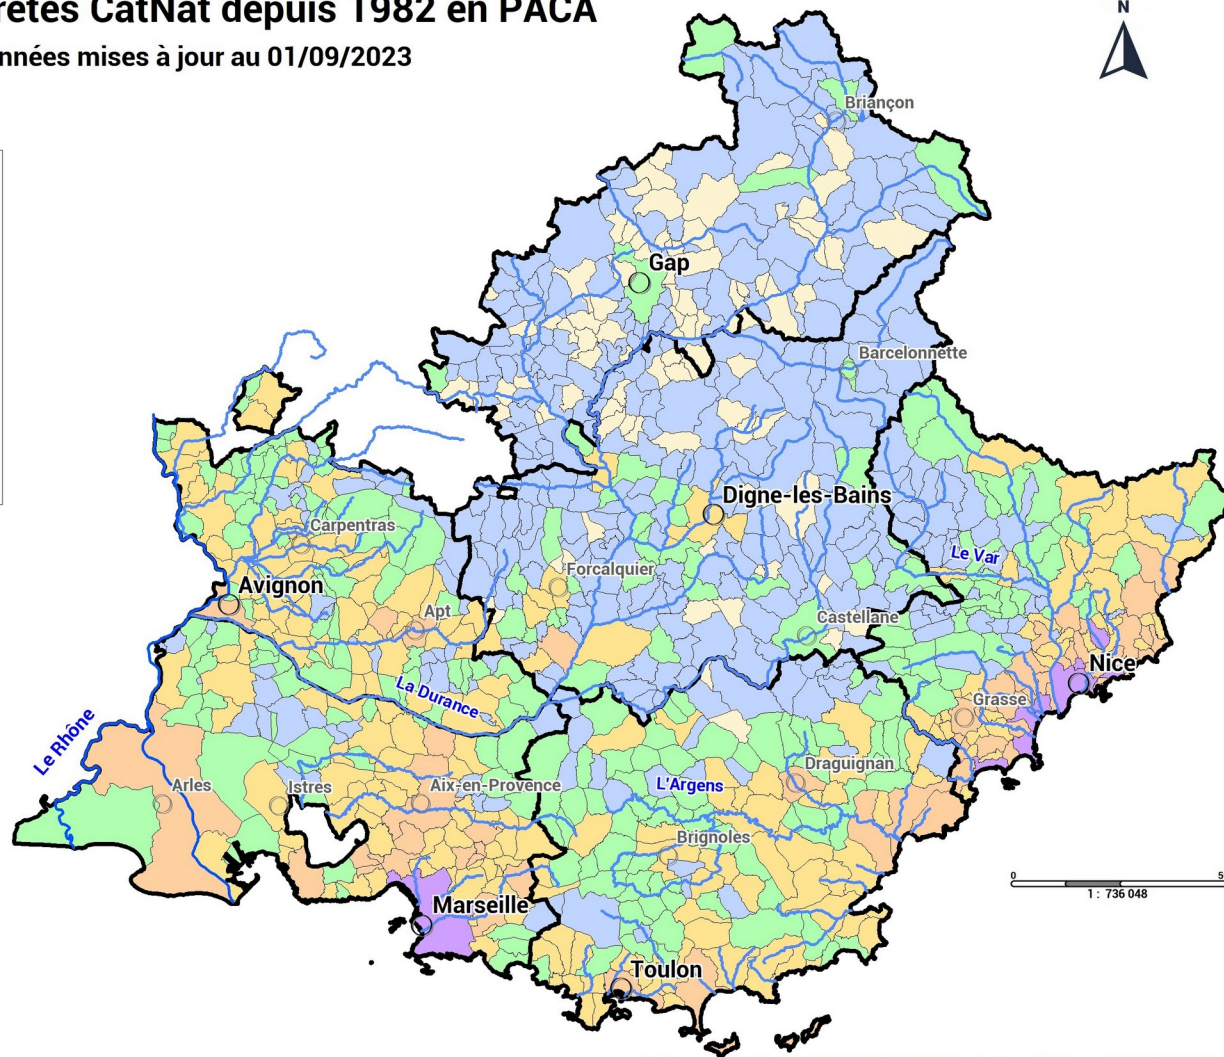 rêtés CatNat depuis 1982 en PACA
nnées mises à jour au 01/09/2023
N
Briançon
Gap
Barcelonnette
Digne-les-Bains
Carpentras
Le Var
Forcalquier
Avignon
Apt
Castellane
Nice
La Durance
Grasse
Le Rhône
Draguignan
Arles
Istres
Aix-en-Provence
L'Argens
Brignoles
0
5
1 : 736 048
Marseille
Toulon